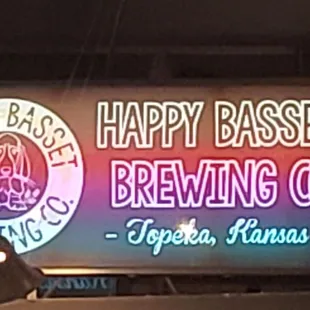 BASSET
ING CO.
HAPPY BASSE
BREWING C
- Topeka, Kansas